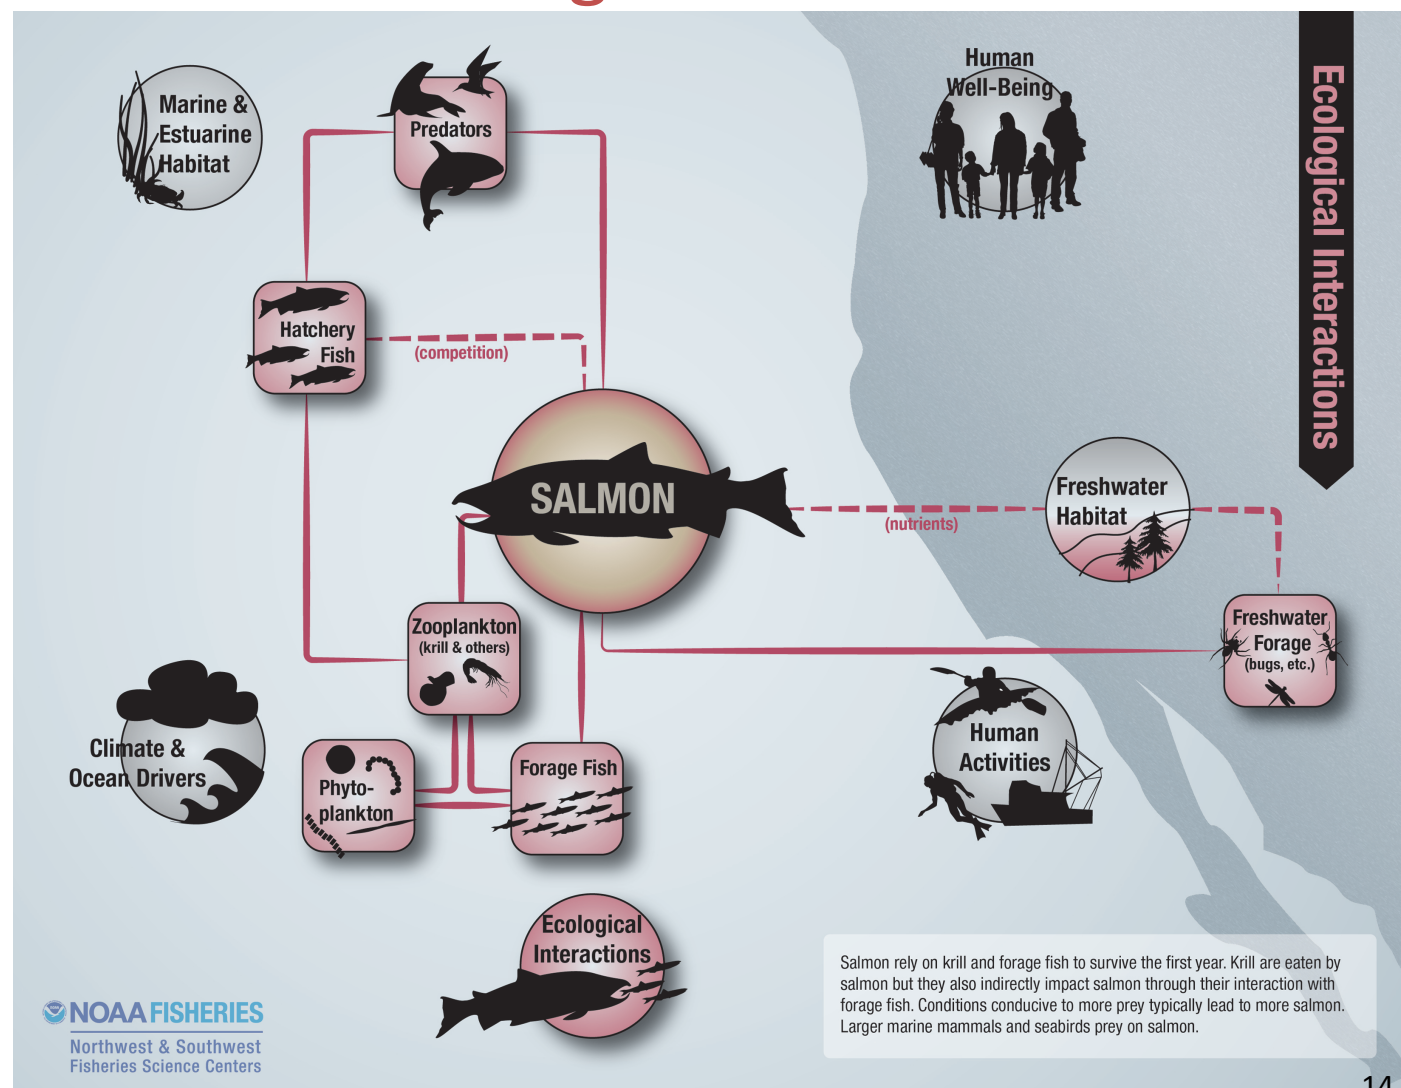 Marine &
Estuarine
Habitat
Predators
Human
Well-Being
Ecological Interactions
Hatchery
Fish
(competition)
SALMON
(nutrients)
Freshwater
Habitat
Zooplankton
(krill & others)
Freshwater
Forage
(bugs, etc.)
Climate &
Ocean Drivers
Phyto-
plankton
Forage Fish
Human
Activities
Ecological
Interactions
Salmon rely on krill and forage fish to survive the first year. Krill are eaten by
salmon but they also indirectly impact salmon through their interaction with
forage fish. Conditions conducive to more prey typically lead to more salmon.
Larger marine mammals and seabirds prey on salmon.
NOAA FISHERIES
Northwest & Southwest
Fisheries Science Centers
14